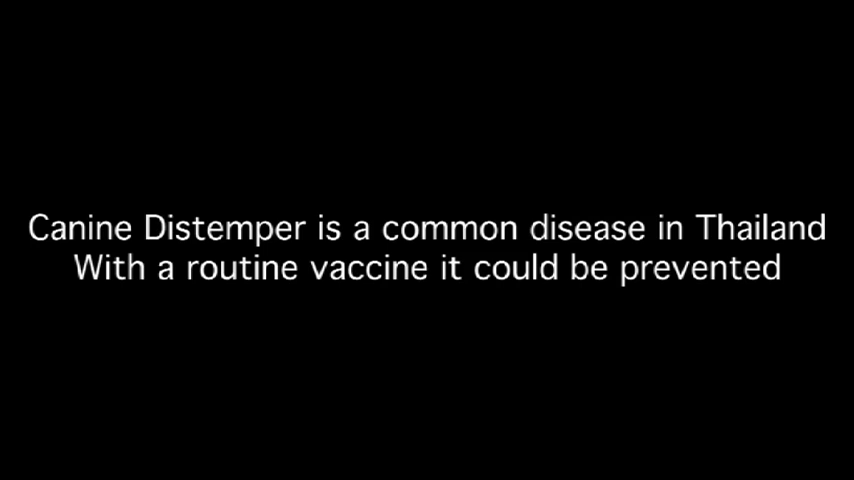 Canine Distemper is a common disease in Thailand
With a routine vaccine it could be prevented